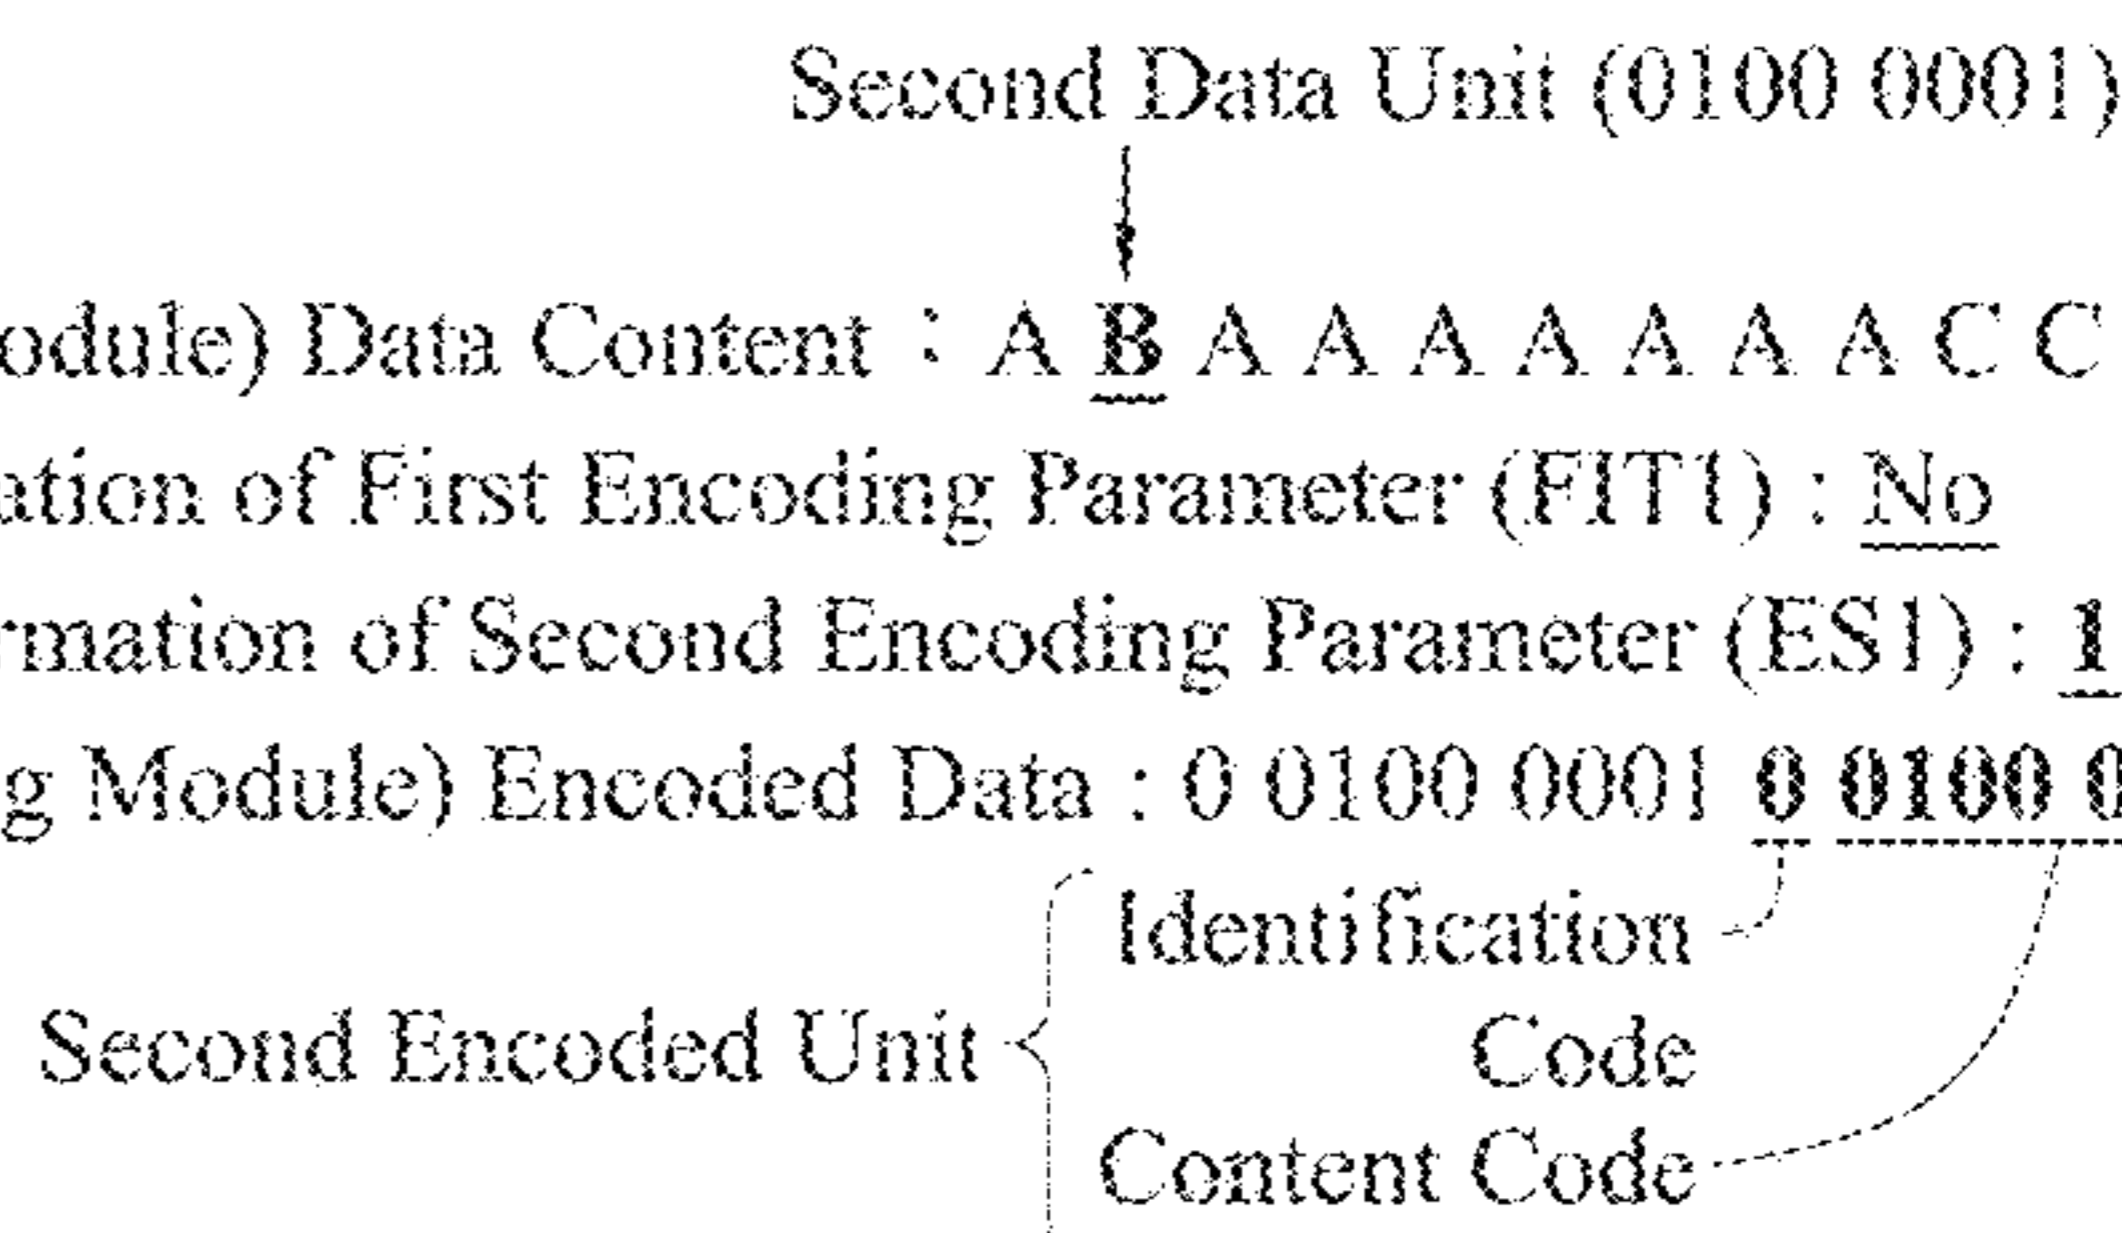 Second Data Unit (0100 0001)
odule) Data Content : A B A A A A A A A C C
ation of First Encoding Parameter (FIT1) : No
rmation of Second Encoding Parameter (ES1) : 1
g Module) Encoded Data : 0 0100 0001 0 0100 0
Identification
Second Encoded Unit
Code
Content Code